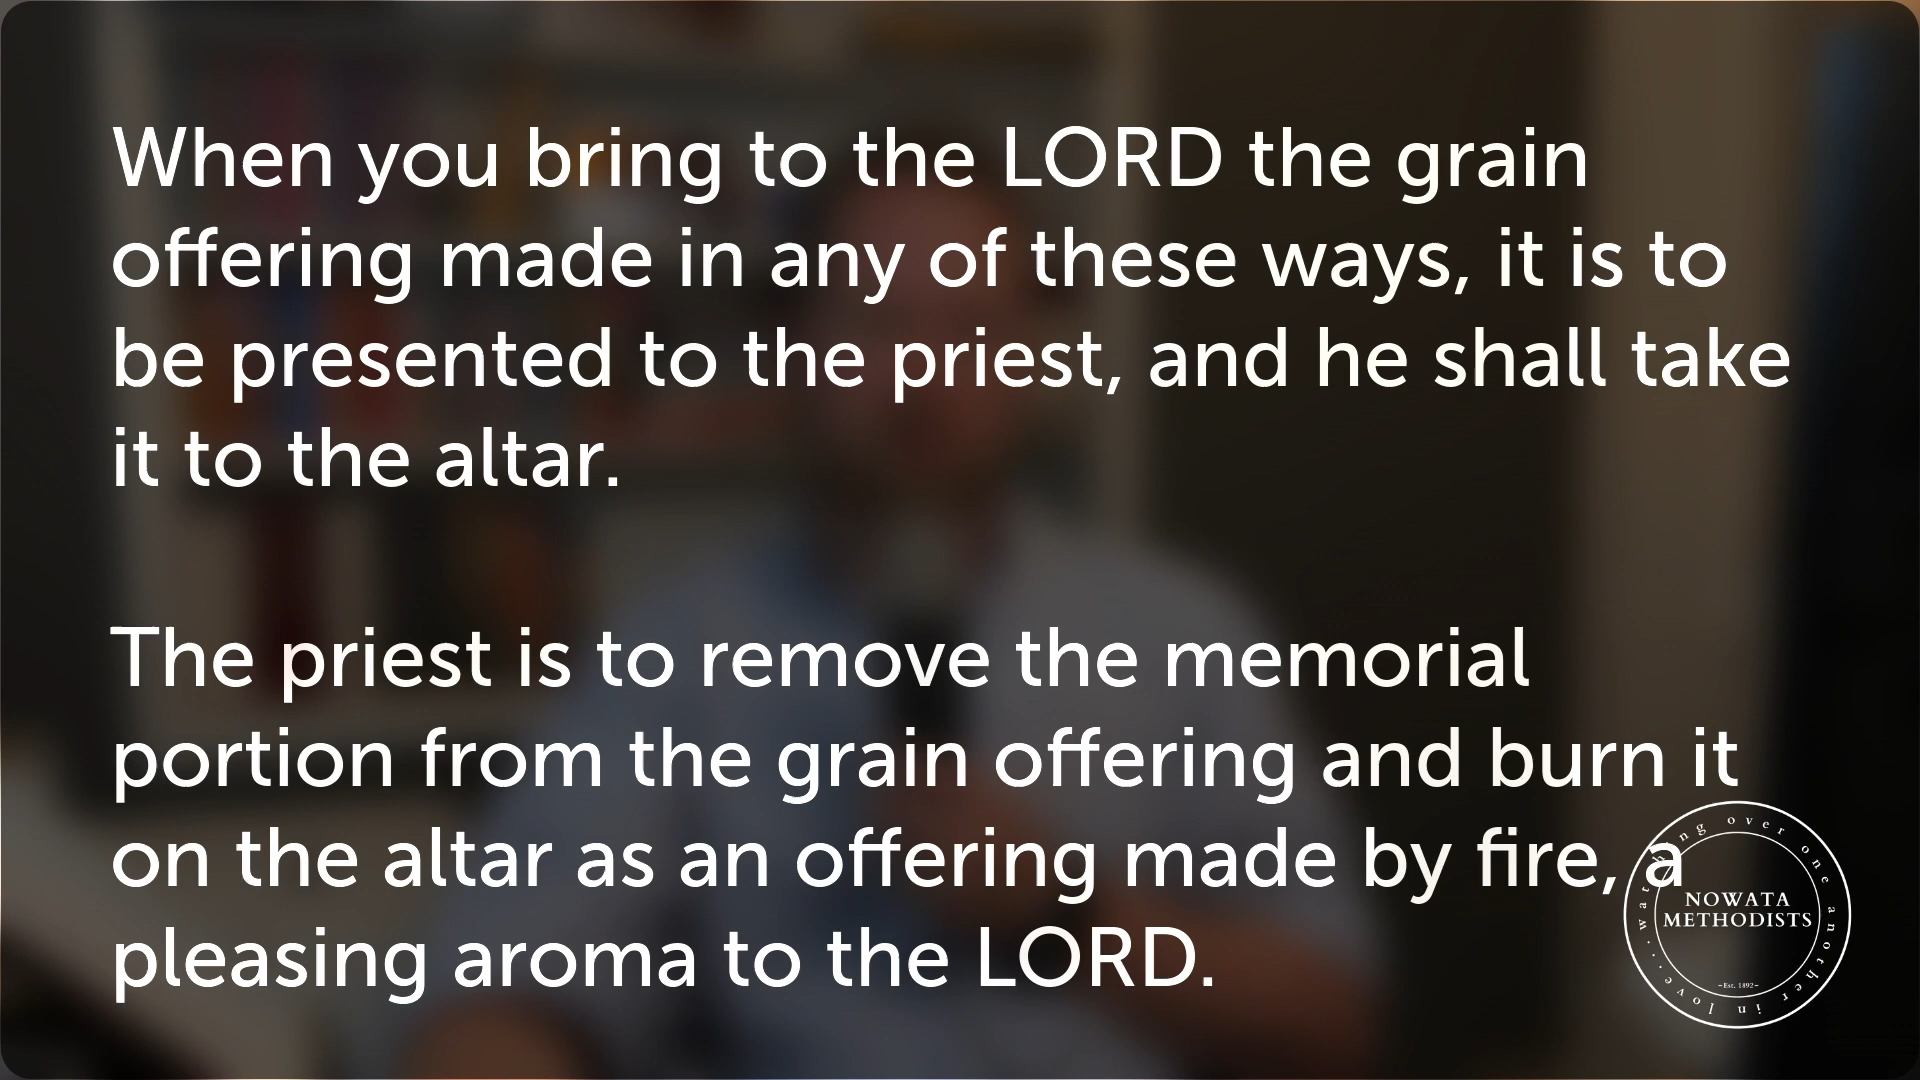 When you bring to the LORD the grain
offering made in any of these ways, it is to
be presented to the priest, and he shall take
it to the altar.
The priest is to remove the memorial
portion from the grain offering and burn it
on the altar as an offering made by fire, a
pleasing aroma to the LORD.
watching over one another in love...
NOWATA
METHODISTS
~Est. 1892~